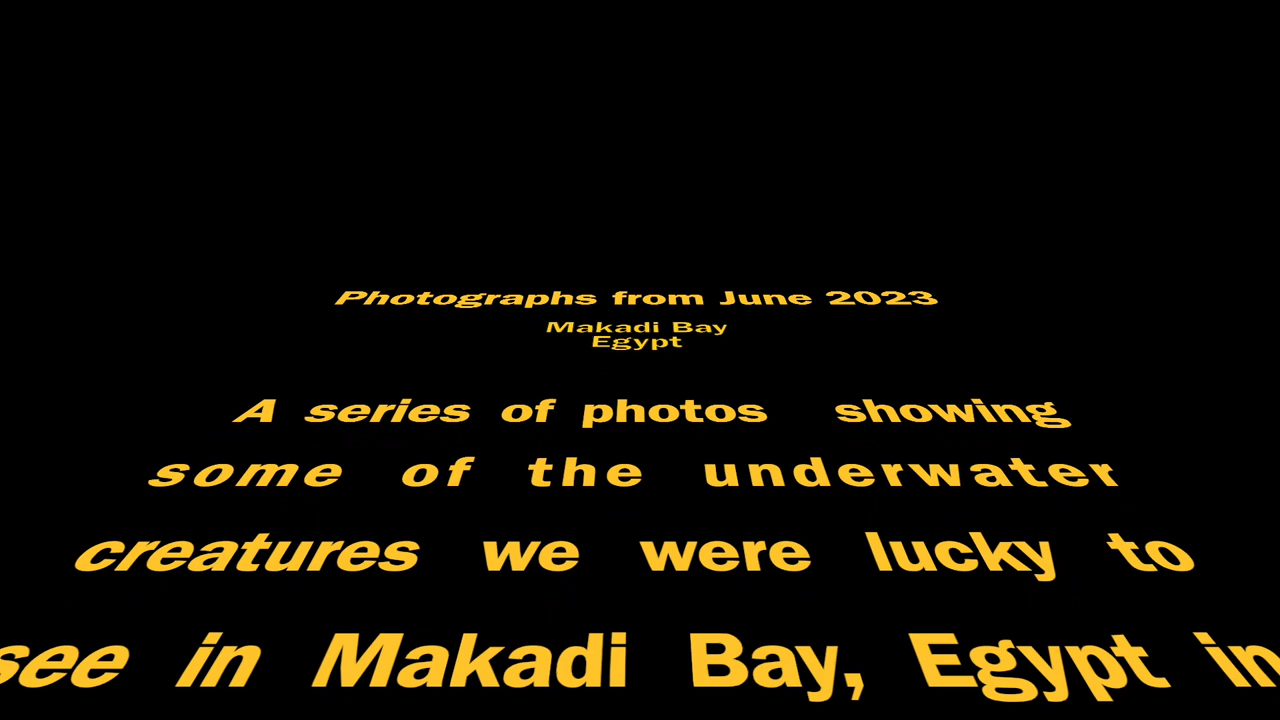 Photographs from June 2023
Makadi Bay
Egypt
A series of photos showing
some of the underwater
creatures we were lucky to
see in Makadi Bay, Egypt in